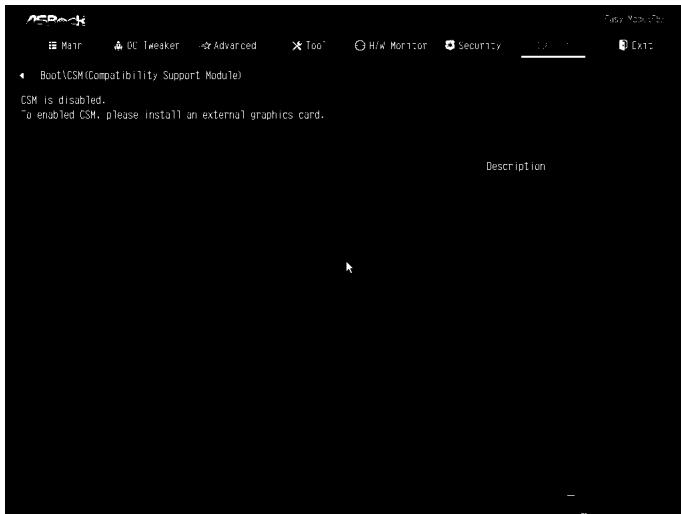 ASRock
Main OC Tweaker Advanced Tool H/W Monitor Security Exit
Boot\CSM(Compatibility Support Module)
CSM is disabled.
To enabled CSM, please install an external graphics card.
Description